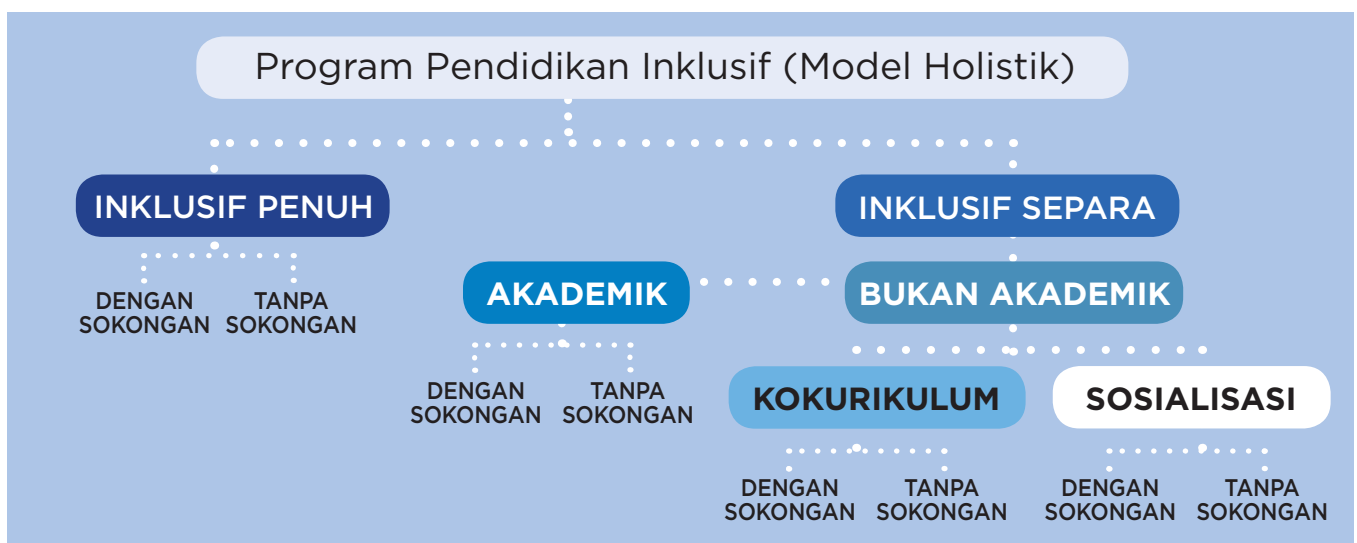 Program Pendidikan Inklusif (Model Holistik)
INKLUSIF PENUH
INKLUSIF SEPARA
DENGAN
SOKONGAN
TANPA
SOKONGAN
AKADEMIK
BUKAN AKADEMIK
DENGAN
SOKONGAN
TANPA
SOKONGAN
KOKURIKULUM
SOSIALISASI
DENGAN
SOKONGAN
TANPA
SOKONGAN
DENGAN
SOKONGAN
TANPA
SOKONGAN